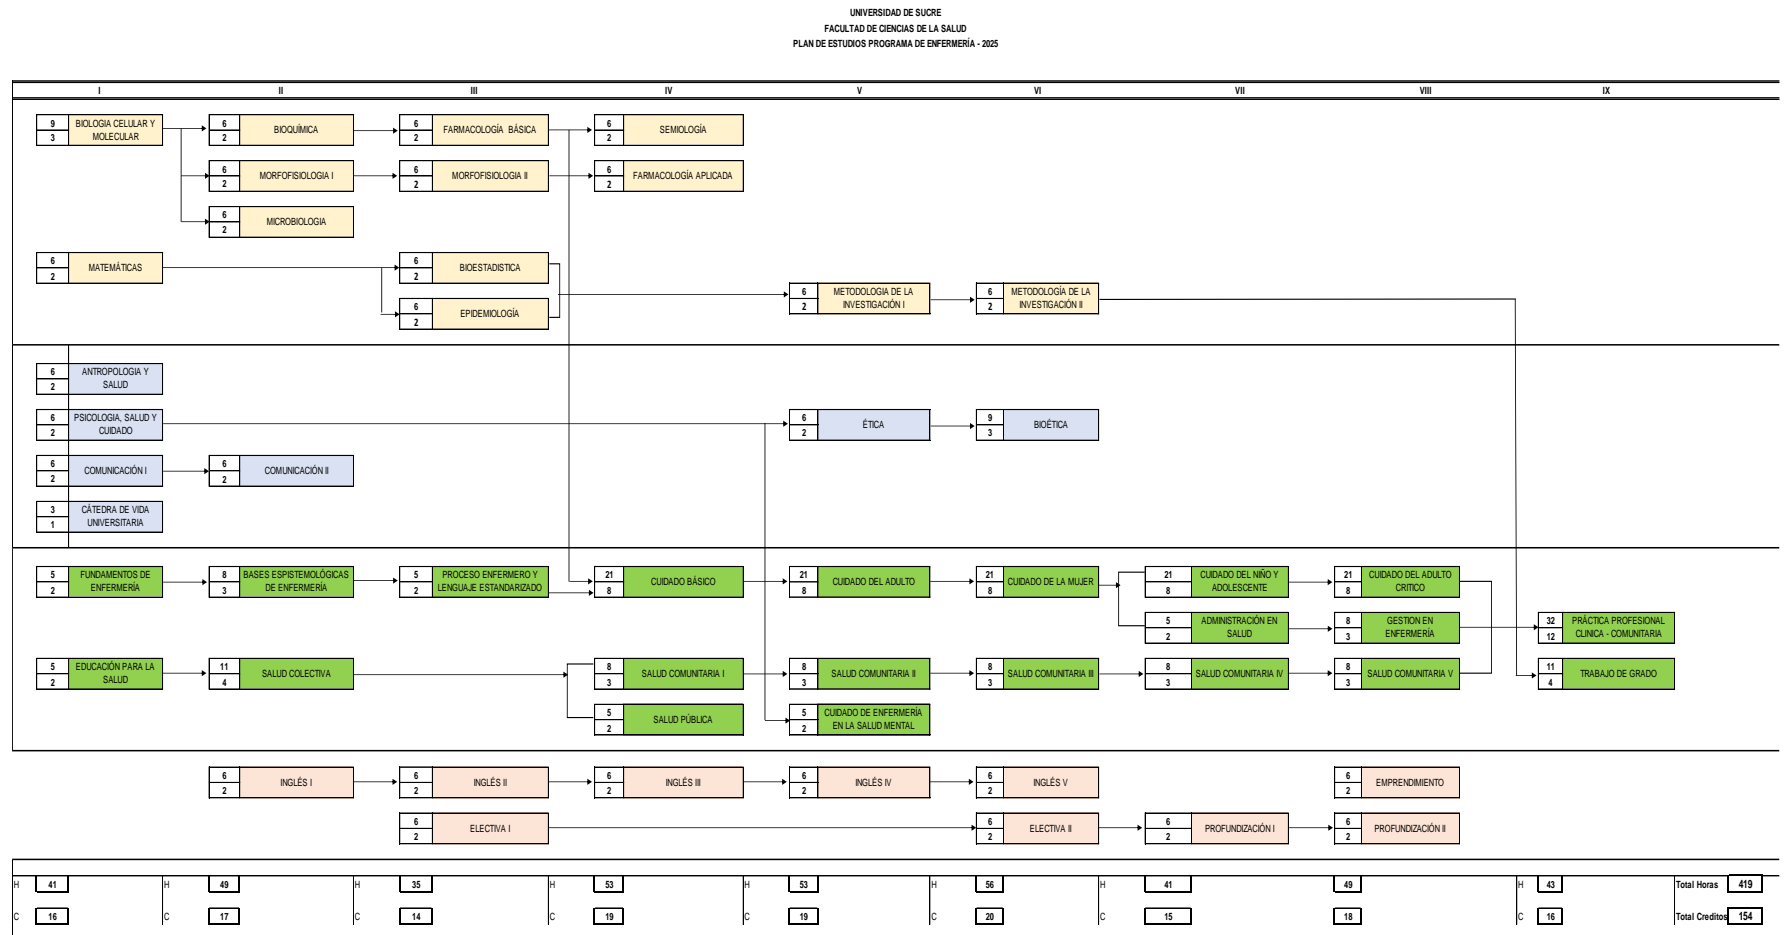 UNIVERSIDAD DE SUCRE
FACULTAD DE CIENCIAS DE LA SALUD
PLAN DE ESTUDIOS PROGRAMA DE ENFERMERÍA - 2025
I II III IV V VI VII VIII IX
9 BIOLOGIA CELULAR Y 6 BIOQUÍMICA 6 FARMACOLOGÍA BÁSICA 6 SEMIOLOGÍA
3 MOLECULAR 2 2 2
6 MORFOFISIOLOGIA I 6 MORFOFISIOLOGIA II 6 FARMACOLOGÍA APLICADA
2 2 2
6 MICROBIOLOGIA
2
6 MATEMÁTICAS 6 BIOESTADISTICA
2 2
6 METODOLOGIA DE LA 6 METODOLOGÍA DE LA
2 INVESTIGACIÓN I 2 INVESTIGACIÓN II
6 EPIDEMIOLOGÍA
2
6 ANTROPOLOGIA Y
2 SALUD
6 PSICOLOGIA, SALUD Y 6 ÉTICA 9 BIOÉTICA
2 CUIDADO 2 3
6 COMUNICACIÓN I 6 COMUNICACIÓN II
2 2
3 CÁTEDRA DE VIDA
1 UNIVERSITARIA
5 FUNDAMENTOS DE 8 BASES ESPISTEMOLÓGICAS 5 PROCESO ENFERMERO Y 21 CUIDADO BÁSICO 21 CUIDADO DEL ADULTO 21 CUIDADO DE LA MUJER 21 CUIDADO DEL NIÑO Y 21 CUIDADO DEL ADULTO
2 ENFERMERÍA 3 DE ENFERMERÍA 2 LENGUAJE ESTANDARIZADO 8 8 8 8 ADOLESCENTE 8 CRITICO
5 ADMINISTRACIÓN EN 8 GESTION EN 32 PRÁCTICA PROFESIONAL
2 SALUD 3 ENFERMERÍA 12 CLINICA - COMUNITARIA
5 EDUCACIÓN PARA LA 11 SALUD COLECTIVA 8 SALUD COMUNITARIA I 8 SALUD COMUNITARIA II 8 SALUD COMUNITARIA III 8 SALUD COMUNITARIA IV 8 SALUD COMUNITARIA V 11 TRABAJO DE GRADO
2 SALUD 4 3 3 3 3 3 4
5 SALUD PÚBLICA 5 CUIDADO DE ENFERMERÍA
2 2 EN LA SALUD MENTAL
6 INGLÉS I 6 INGLÉS II 6 INGLÉS III 6 INGLÉS IV 6 INGLÉS V 6 EMPRENDIMIENTO
2 2 2 2 2 2
6 ELECTIVA I 6 ELECTIVA II 6 PROFUNDIZACIÓN I 6 PROFUNDIZACIÓN II
2 2 2 2
H 41 H 49 H 35 H 53 H 53 H 56 H 41 49 H 43 Total Horas 419
C 16 C 17 C 14 C 19 C 19 C 20 C 15 18 C 16 Total Creditos 154